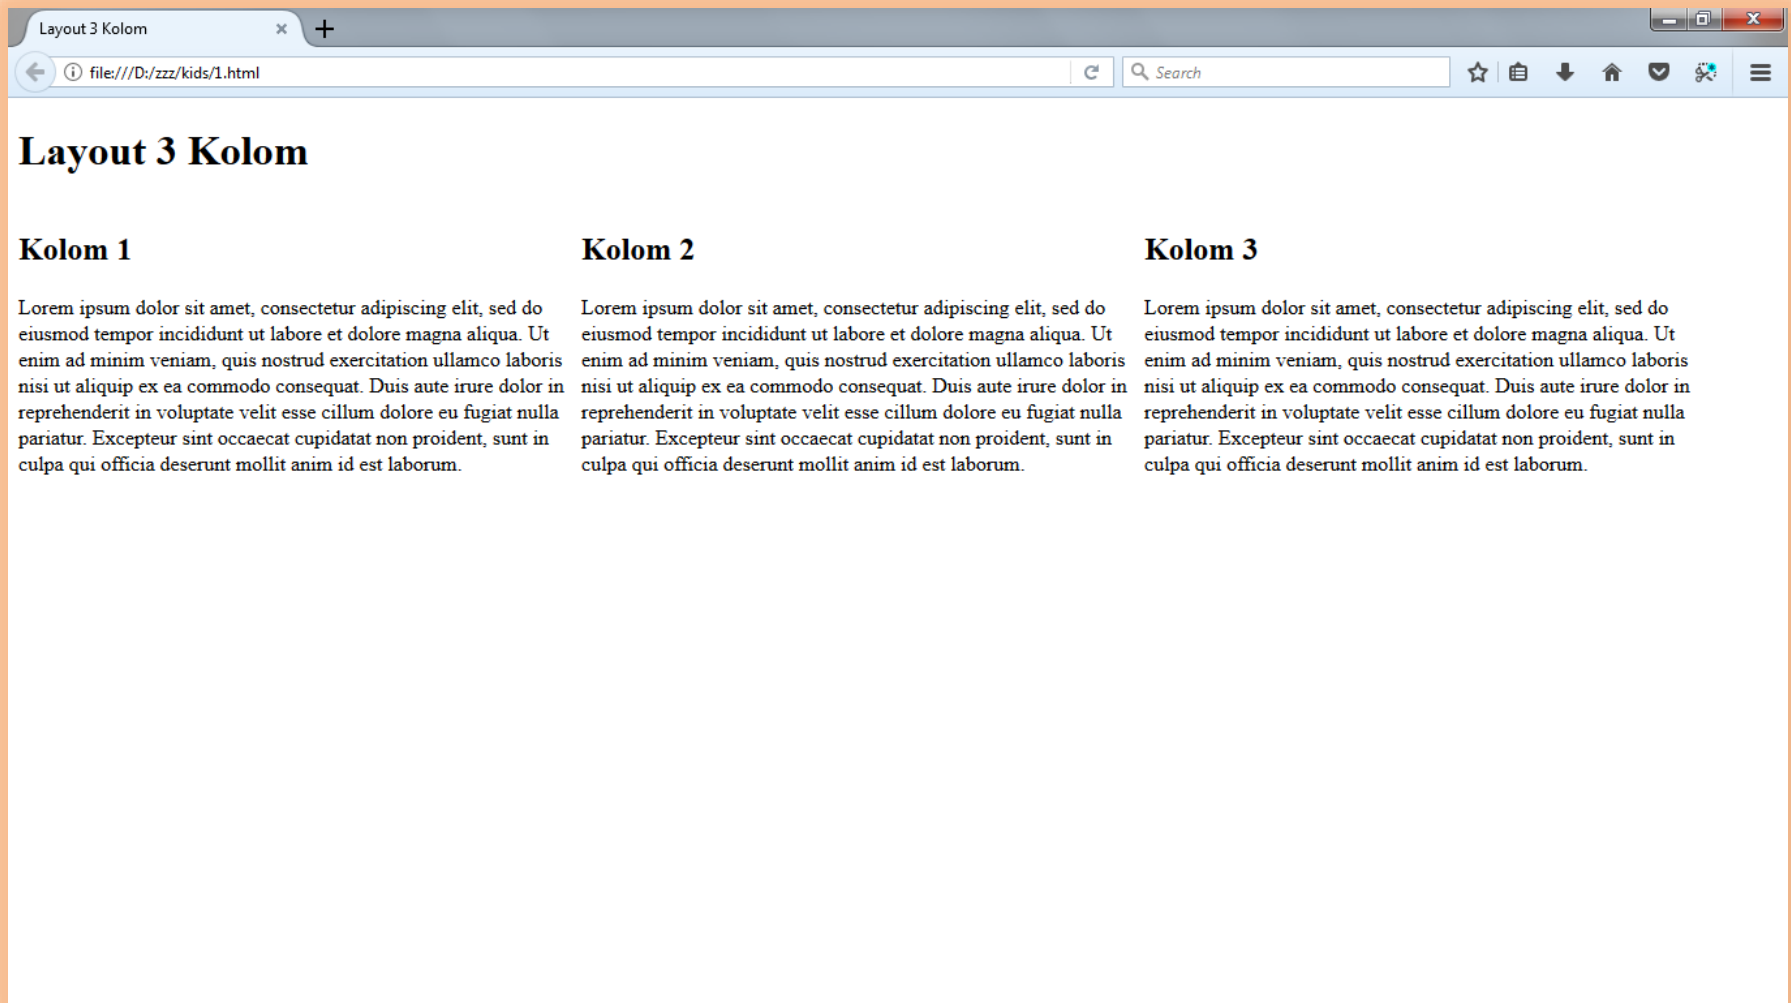 Layout 3 Kolom
file:///D:/zzz/kids/1.html
Search
Layout 3 Kolom
Kolom 1
Lorem ipsum dolor sit amet, consectetur adipiscing elit, sed do
eiusmod tempor incididunt ut labore et dolore magna aliqua. Ut
enim ad minim veniam, quis nostrud exercitation ullamco laboris
nisi ut aliquip ex ea commodo consequat. Duis aute irure dolor in
reprehenderit in voluptate velit esse cillum dolore eu fugiat nulla
pariatur. Excepteur sint occaecat cupidatat non proident, sunt in
culpa qui officia deserunt mollit anim id est laborum.
Kolom 2
Lorem ipsum dolor sit amet, consectetur adipiscing elit, sed do
eiusmod tempor incididunt ut labore et dolore magna aliqua. Ut
enim ad minim veniam, quis nostrud exercitation ullamco laboris
nisi ut aliquip ex ea commodo consequat. Duis aute irure dolor in
reprehenderit in voluptate velit esse cillum dolore eu fugiat nulla
pariatur. Excepteur sint occaecat cupidatat non proident, sunt in
culpa qui officia deserunt mollit anim id est laborum.
Kolom 3
Lorem ipsum dolor sit amet, consectetur adipiscing elit, sed do
eiusmod tempor incididunt ut labore et dolore magna aliqua. Ut
enim ad minim veniam, quis nostrud exercitation ullamco laboris
nisi ut aliquip ex ea commodo consequat. Duis aute irure dolor in
reprehenderit in voluptate velit esse cillum dolore eu fugiat nulla
pariatur. Excepteur sint occaecat cupidatat non proident, sunt in
culpa qui officia deserunt mollit anim id est laborum.